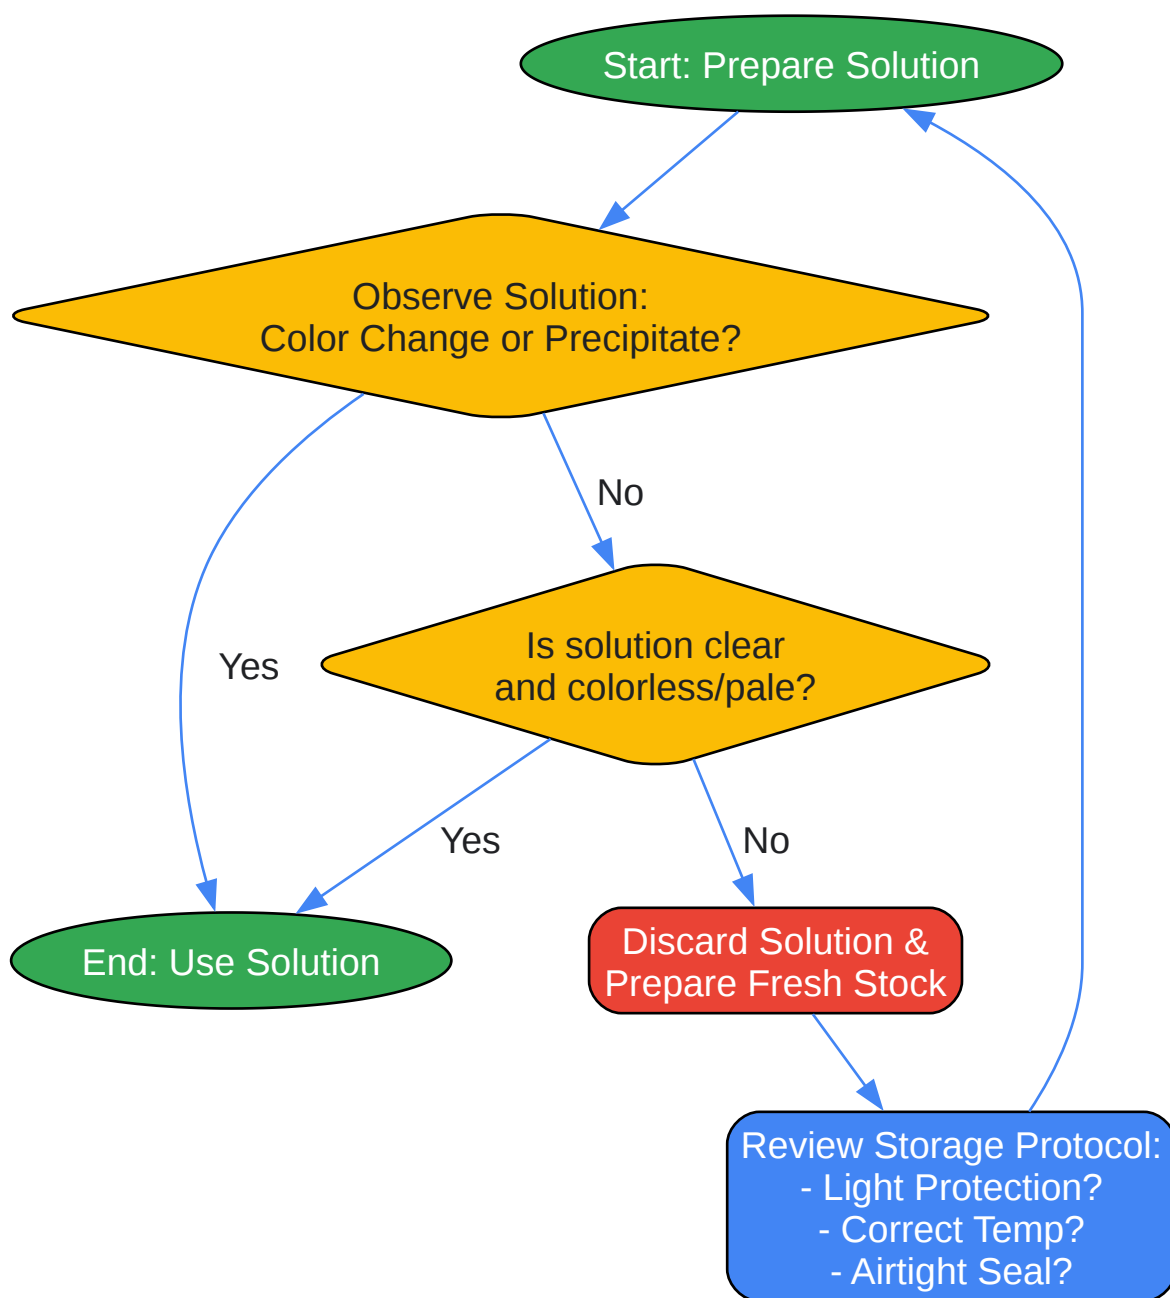 Start: Prepare Solution
Observe Solution:
Color Change or Precipitate?
No
Yes
Is solution clear
and colorless/pale?
Yes
No
End: Use Solution
Discard Solution &
Prepare Fresh Stock
Review Storage Protocol:
- Light Protection?
- Correct Temp?
- Airtight Seal?